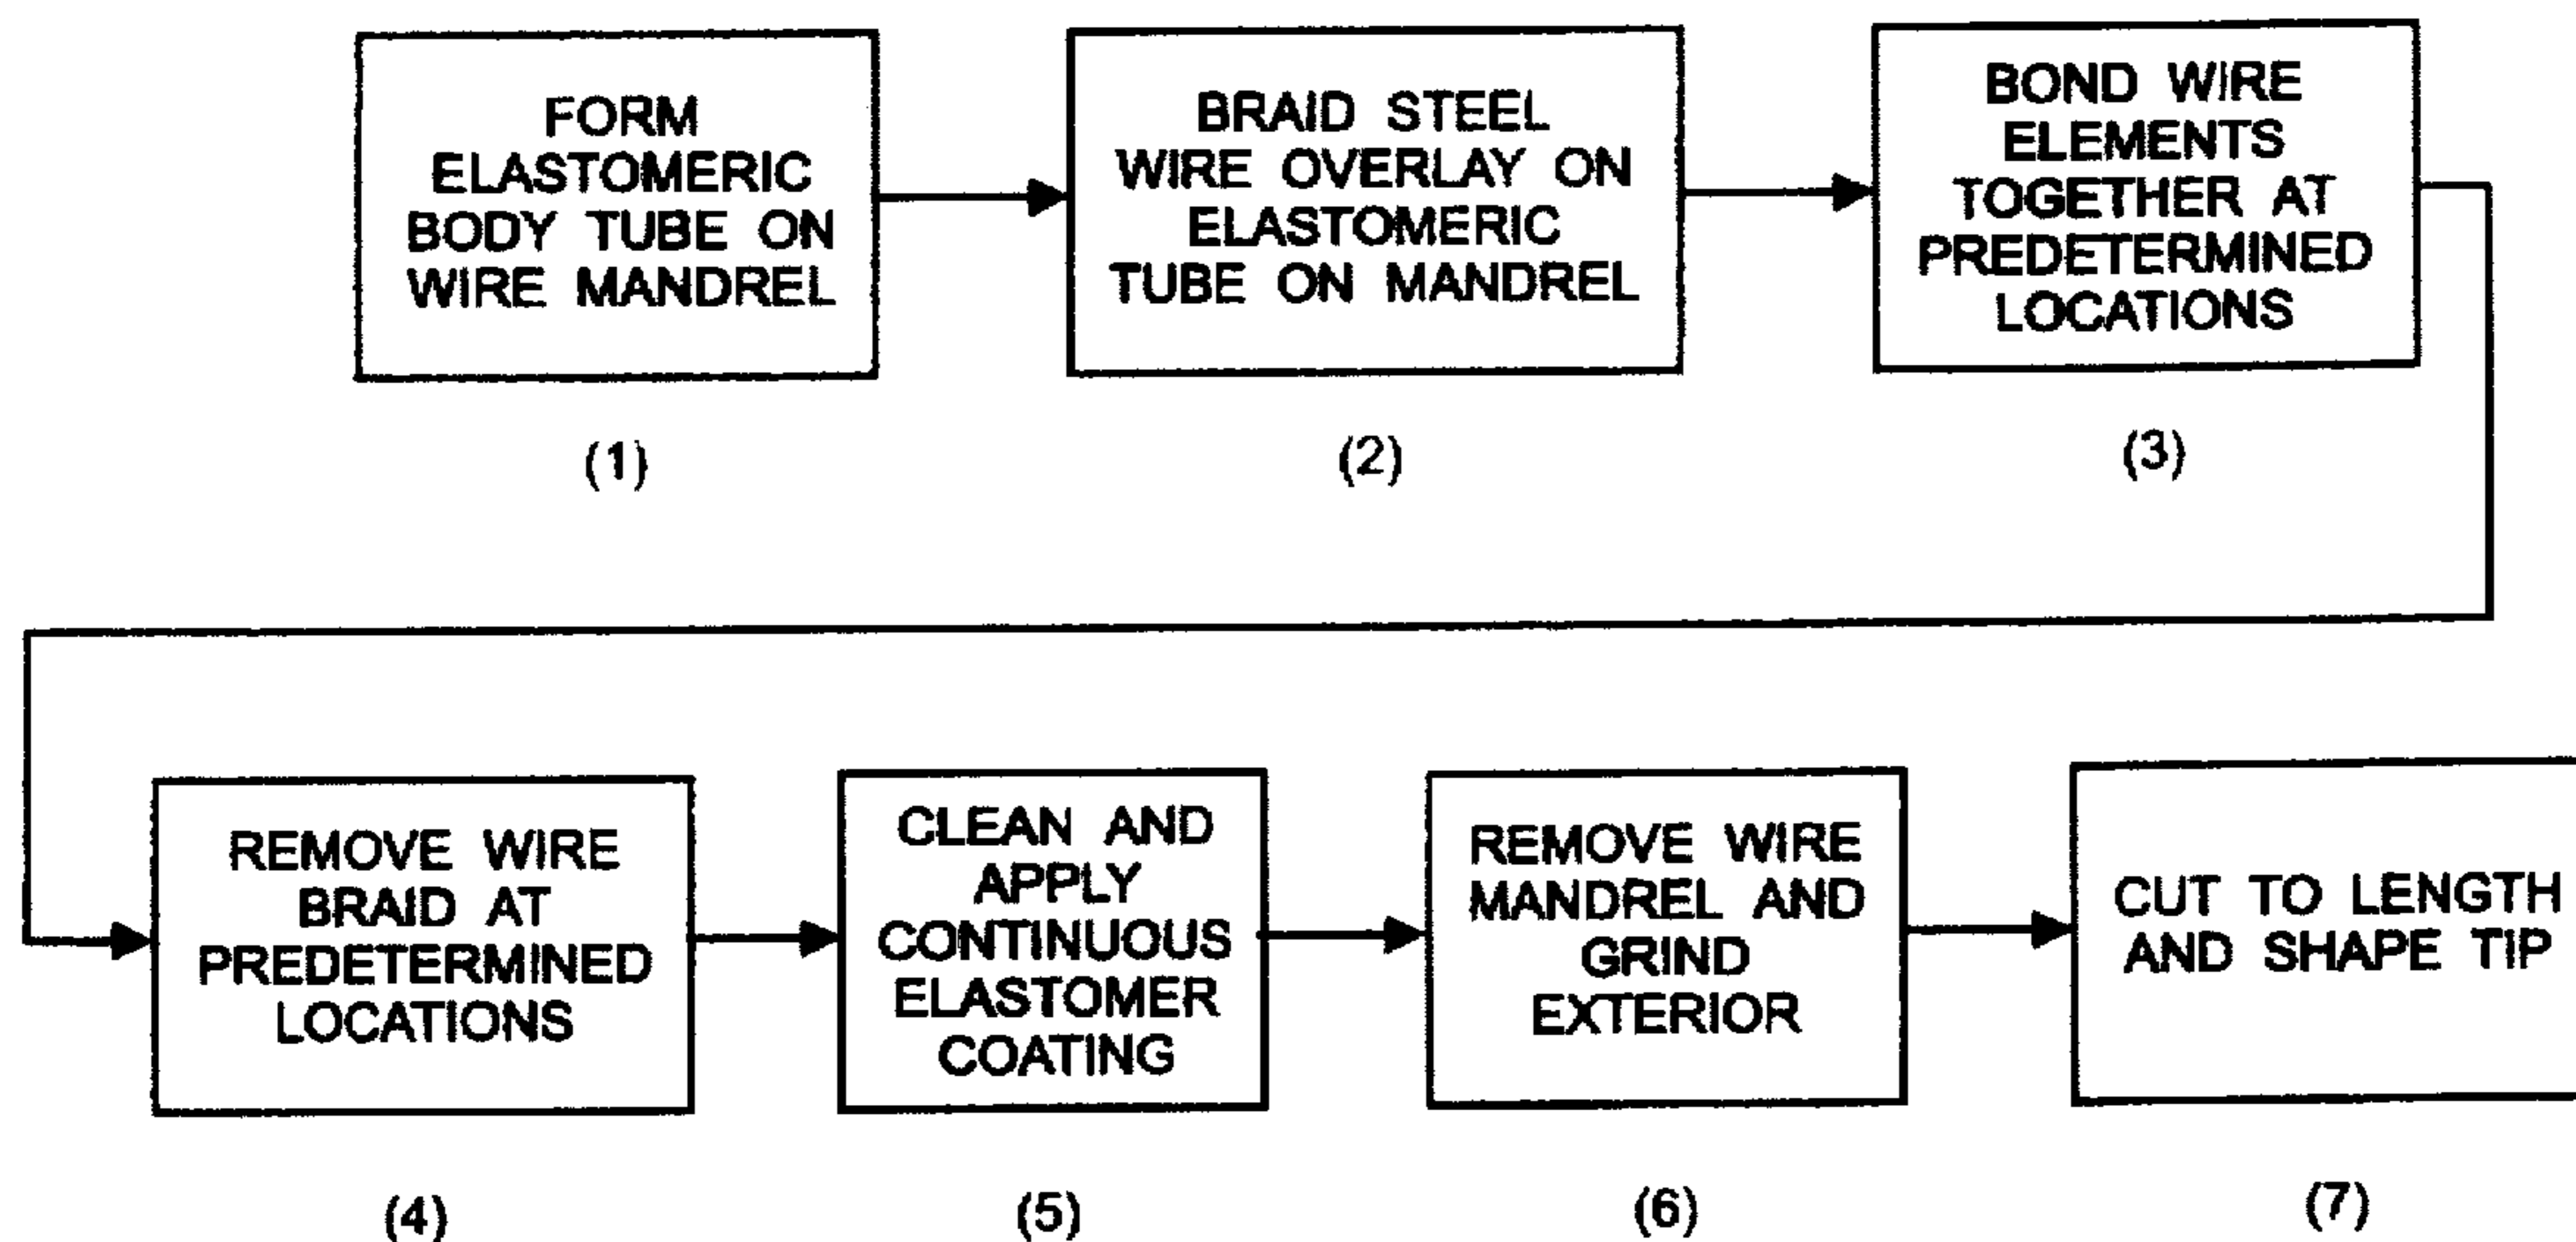 FORM
ELASTOMERIC
BODY TUBE ON
WIRE MANDREL
(1)
BRAID STEEL
WIRE OVERLAY ON
ELASTOMERIC
TUBE ON MANDREL
(2)
BOND WIRE
ELEMENTS
TOGETHER AT
PREDETERMINED
LOCATIONS
(3)
REMOVE WIRE
BRAID AT
PREDETERMINED
LOCATIONS
(4)
CLEAN AND
APPLY
CONTINUOUS
ELASTOMER
COATING
(5)
REMOVE WIRE
MANDREL AND
GRIND
EXTERIOR
(6)
CUT TO LENGTH
AND SHAPE TIP
(7)